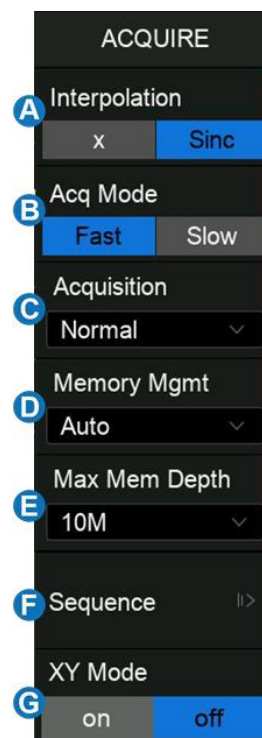 ACQUIRE
Interpolation
A
x Sinc
Acq Mode
B
Fast Slow
Acquisition
C
Normal
Memory Mgmt
D
Auto
Max Mem Depth
E
10M
F Sequence
XY Mode
G
on off